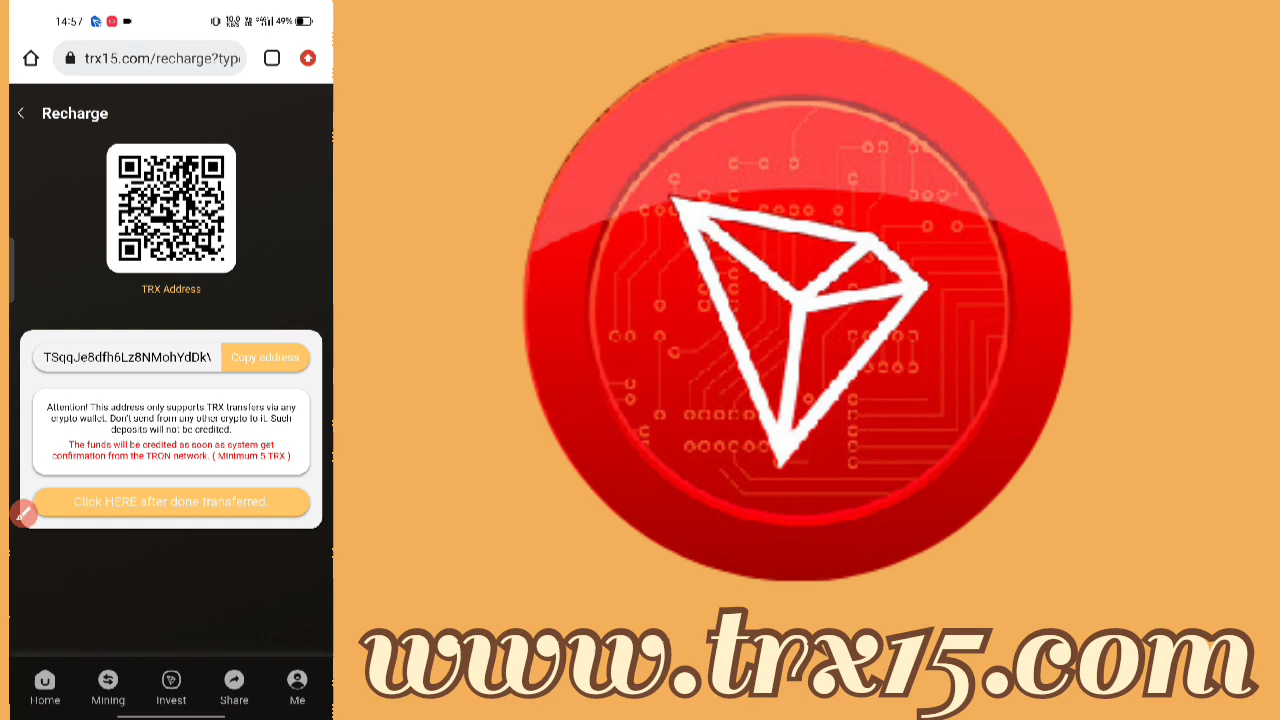 14:57
10.0 KB/S
49%
trx15.com/recharge?typ
Recharge
TRX Address
TSqqJe8dfh6Lz8NMohYdDk
Copy address
Attention! This address only supports TRX transfers via any
crypto wallet. Don't send from any other crypto to it. Such
deposits will not be credited.
The funds will be credited as soon as system get
confirmation from the TRON network. ( Minimum 5 TRX )
Click HERE after done transferred.
Home
Mining
Invest
Share
Me
www.trx15.com